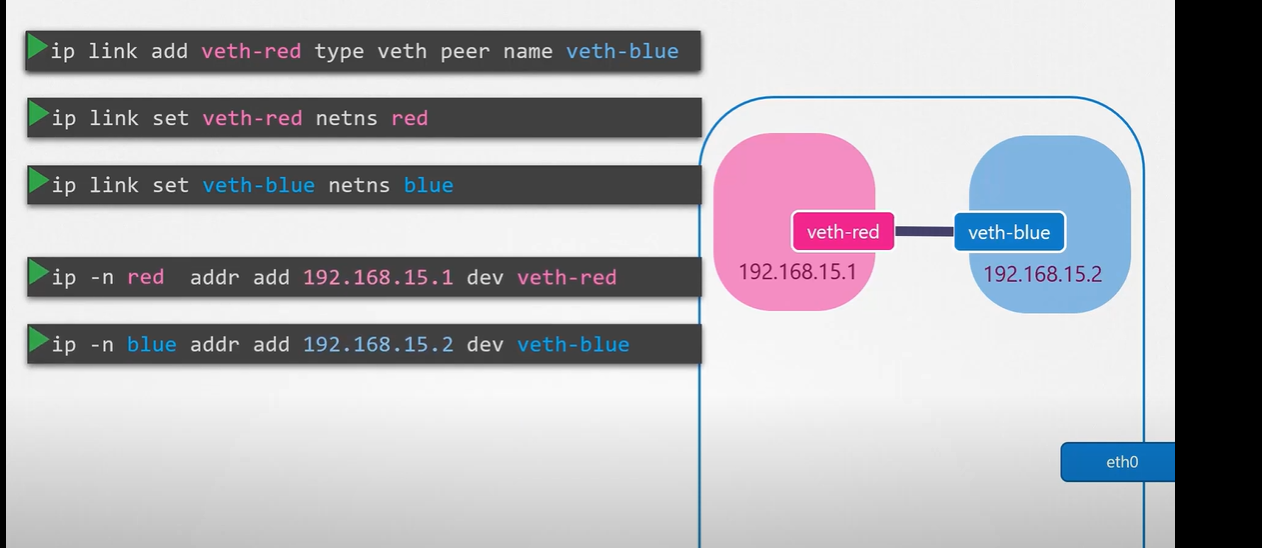 ip link add veth-red type veth peer name veth-blue
ip link set veth-red netns red
ip link set veth-blue netns blue
ip -n red addr add 192.168.15.1 dev veth-red
ip -n blue addr add 192.168.15.2 dev veth-blue
veth-red
veth-blue
192.168.15.1
192.168.15.2
eth0